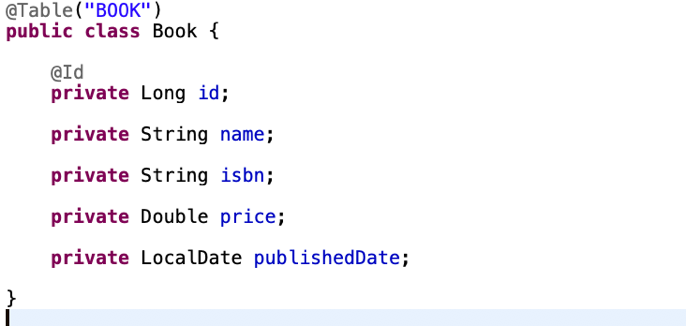 @Table("BOOK")
public class Book {
@Id
private Long id;
private String name;
private String isbn;
private Double price;
private LocalDate publishedDate;
}